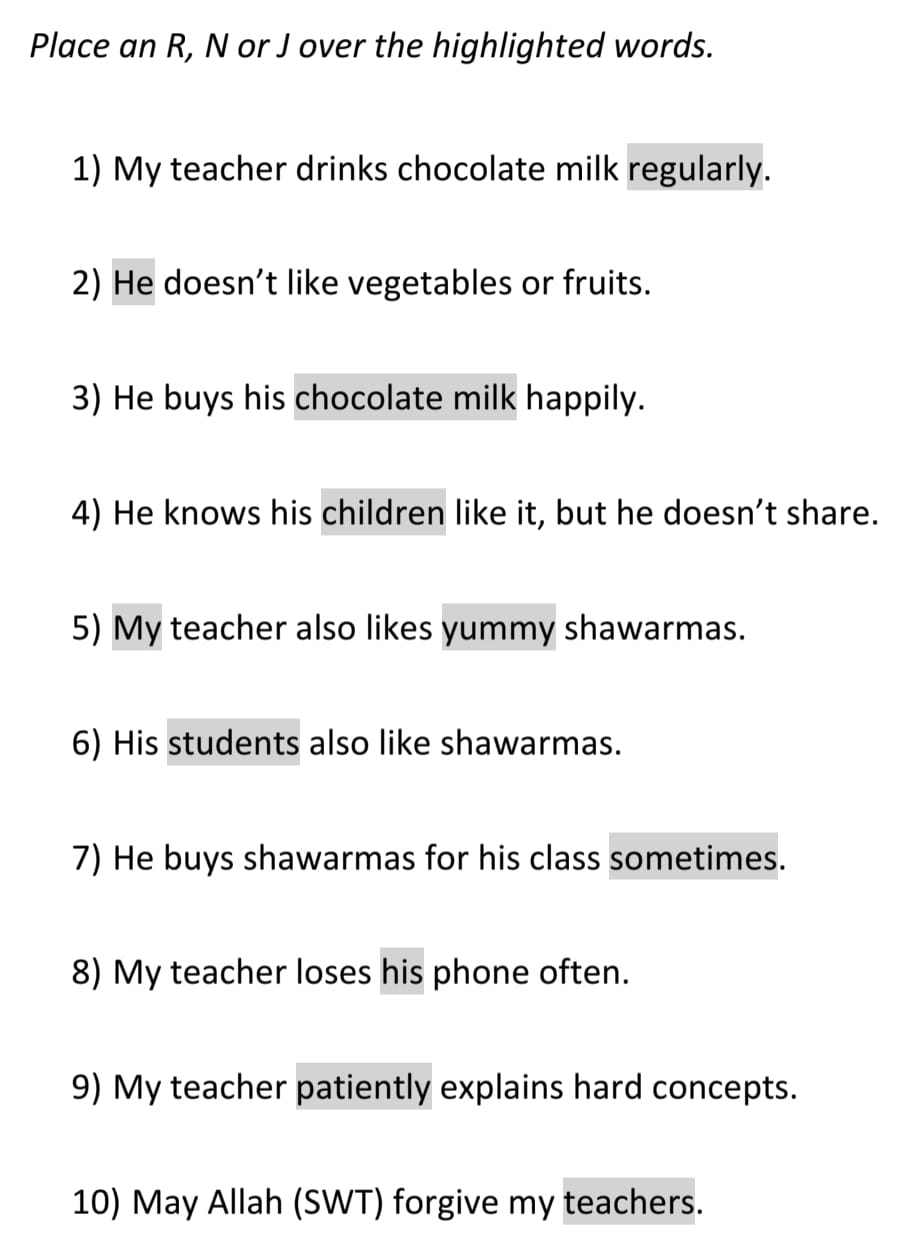 Place an R, N or J over the highlighted words.
1) My teacher drinks chocolate milk regularly.
2) He doesn’t like vegetables or fruits.
3) He buys his chocolate milk happily.
4) He knows his children like it, but he doesn’t share.
5) My teacher also likes yummy shawarmas.
6) His students also like shawarmas.
7) He buys shawarmas for his class sometimes.
8) My teacher loses his phone often.
9) My teacher patiently explains hard concepts.
10) May Allah (SWT) forgive my teachers.